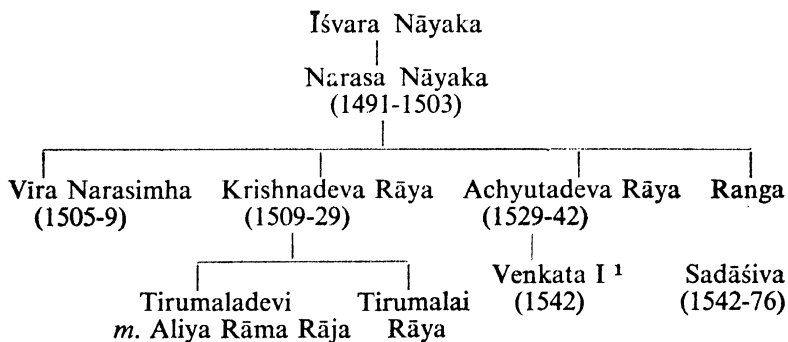 Īśvara Nāyaka
Narasa Nāyaka
(1491-1503)
Vīra Narasimha Krishnadeva Rāya Achyutadeva Rāya Ranga
(1505-9) (1509-29) (1529-42)
Venkata I ¹ Sadāśiva
Tirumaladevi Tirumalai (1542) (1542-76)
m. Aliya Rāma Rāja Rāya